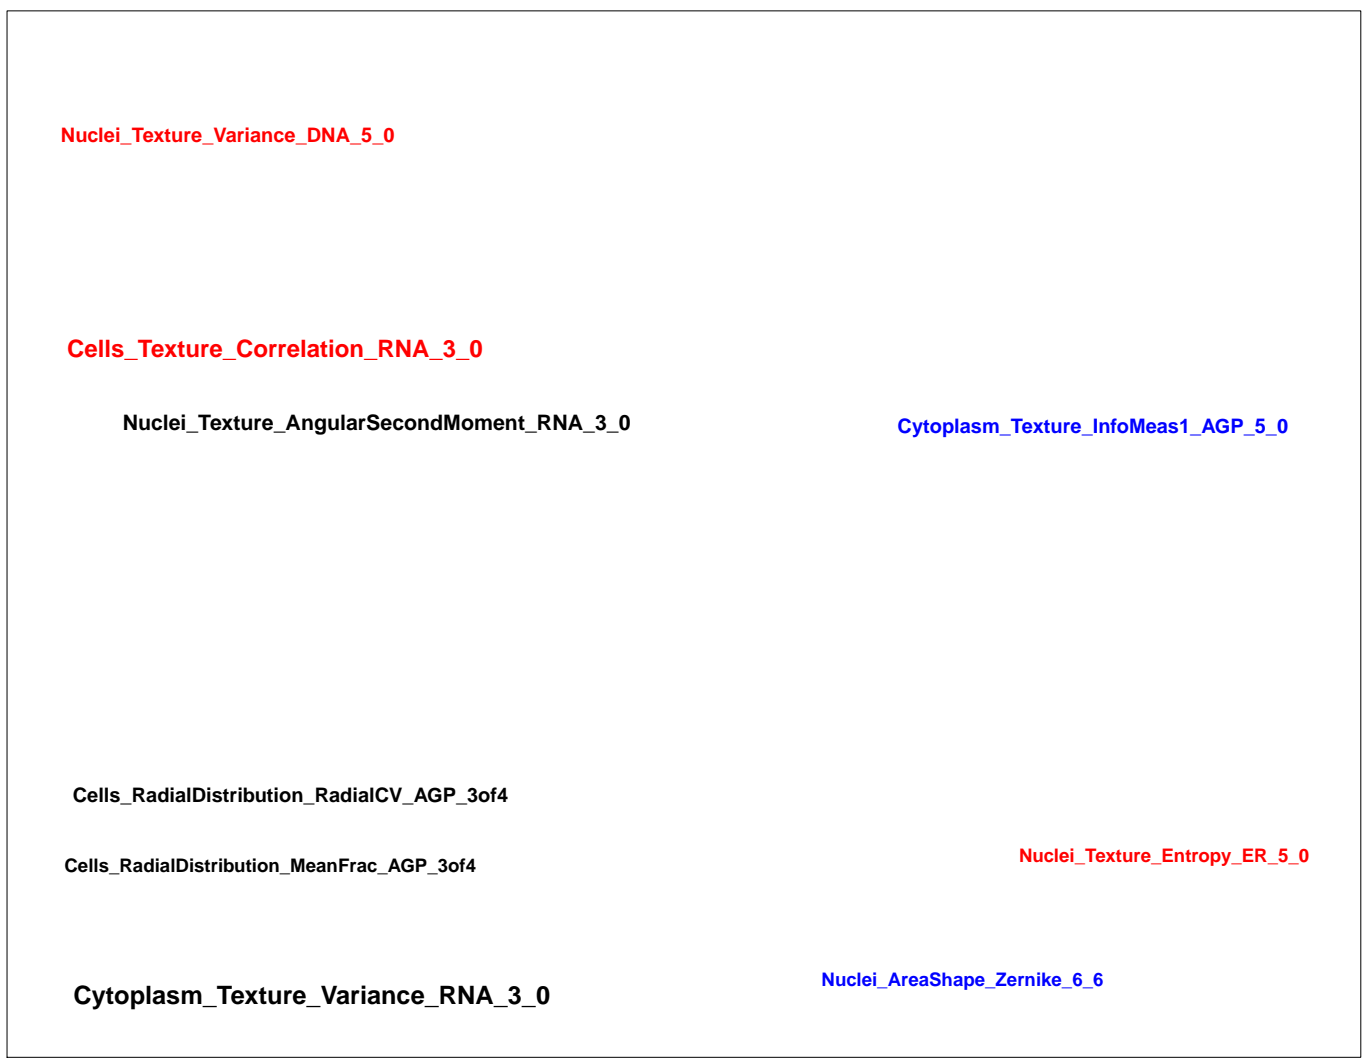 Nuclei_Texture_Variance_DNA_5_0
Cells_Texture_Correlation_RNA_3_0
Nuclei_Texture_AngularSecondMoment_RNA_3_0
Cytoplasm_Texture_InfoMeas1_AGP_5_0
Cells_RadialDistribution_RadialCV_AGP_3of4
Nuclei_Texture_Entropy_ER_5_0
Cells_RadialDistribution_MeanFrac_AGP_3of4
Nuclei_AreaShape_Zernike_6_6
Cytoplasm_Texture_Variance_RNA_3_0